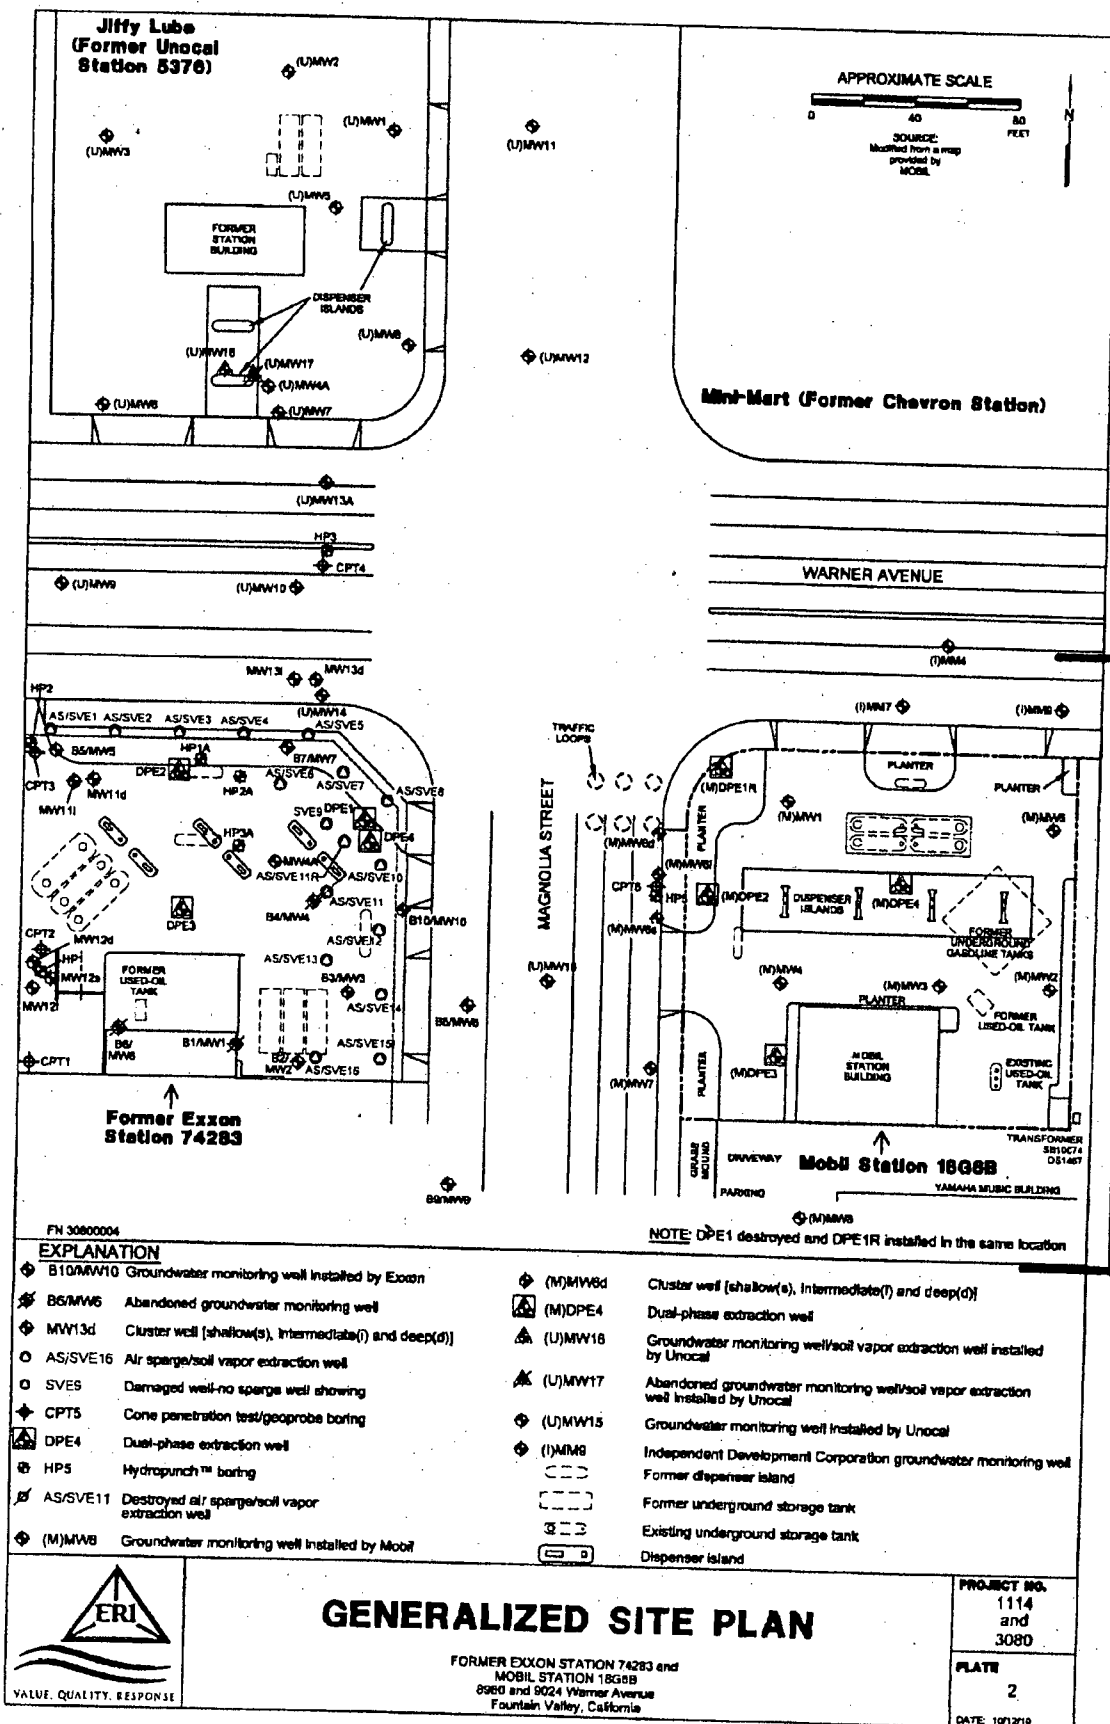 Jiffy Lube
(Former Unocal
Station 5376)
(U)MW2
(U)MW3
(U)MW1
(U)MW11
(U)MW5
FORMER
STATION
BUILDING
DISPENSER
ISLANDS
(U)MW8
(U)MW12
(U)MW16
(U)MW17
(U)MW4A
(U)MW6
(U)MW7
APPROXIMATE SCALE
0 40 80
FEET
SOURCE:
Modified from a map
provided by
MOBIL
N
Mini-Mart (Former Chevron Station)
(U)MW13A
HP3
CPT4
(U)MW9
(U)MW10
WARNER AVENUE
(I)MM4
MW13I
MW13d
(U)MW14
(I)MM7
(I)MM9
HP2
AS/SVE1
AS/SVE2
AS/SVE3
AS/SVE4
AS/SVE5
B5/MW5
HP1A
B7/MW7
DPE2
CPT3
MW11I
MW11d
HP2A
AS/SVE6
AS/SVE7
AS/SVE8
SVE9
DPE1
DPE4
HP3A
MW4A
AS/SVE11R
AS/SVE10
B4/MW4
AS/SVE11
B10/MW10
DPE3
CPT2
MW12d
HP
MW12s
MW12I
FORMER
USED-OIL
TANK
AS/SVE12
AS/SVE13
B3/MW3
AS/SVE14
B6/
MW6
B1/MW1
B2/
MW2
AS/SVE15
AS/SVE16
CPT1
Former Exxon
Station 74283
B9/MW9
TRAFFIC
LOOPS
MAGNOLIA STREET
(U)MW15
(M)DPE1R
PLANTER
PLANTER
PLANTER
(M)MW1
(M)MW5
(M)MW6d
(M)MW6I
CPT5
HP5
(M)MW6s
(M)DPE2
DISPENSER
ISLANDS
(M)DPE4
FORMER
UNDERGROUND
GASOLINE TANKS
(M)MW4
(M)MW3
(M)MW2
PLANTER
FORMER
USED-OIL TANK
MOBIL
STATION
BUILDING
EXISTING
USED-OIL
TANK
(M)DPE3
(M)MW7
PLANTER
GRASS
MOUND
DRIVEWAY
PARKING
Mobil Station 18G6B
TRANSFORMER
YAMAHA MUSIC BUILDING
(M)MW8
FN 30800004
NOTE: DPE1 destroyed and DPE1R installed in the same location
EXPLANATION
B10/MW10 Groundwater monitoring well installed by Exxon
B6/MW6 Abandoned groundwater monitoring well
MW13d Cluster well [shallow(s), intermediate(i) and deep(d)]
AS/SVE16 Air sparge/soil vapor extraction well
SVE9 Damaged well-no sparge well showing
CPT5 Cone penetration test/geoprobe boring
DPE4 Dual-phase extraction well
HP5 Hydropunch™ boring
AS/SVE11 Destroyed air sparge/soil vapor
extraction well
(M)MW8 Groundwater monitoring well installed by Mobil
(M)MW6d Cluster well [shallow(s), intermediate(i) and deep(d)]
(M)DPE4 Dual-phase extraction well
(U)MW16 Groundwater monitoring well/soil vapor extraction well installed
by Unocal
(U)MW17 Abandoned groundwater monitoring well/soil vapor extraction
well installed by Unocal
(U)MW15 Groundwater monitoring well installed by Unocal
(I)MM9 Independent Development Corporation groundwater monitoring well
Former dispenser island
Former underground storage tank
Existing underground storage tank
Dispenser island
ERI
VALUE. QUALITY. RESPONSE
GENERALIZED SITE PLAN
FORMER EXXON STATION 74283 and
MOBIL STATION 18G6B
8980 and 9024 Warner Avenue
Fountain Valley, California
PROJECT NO.
1114
and
3080
PLATE
2
DATE: